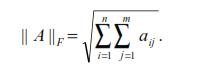 ‖ A ‖_F = √(∑_{i=1}^{n} ∑_{j=1}^{m} a_{ij}) .